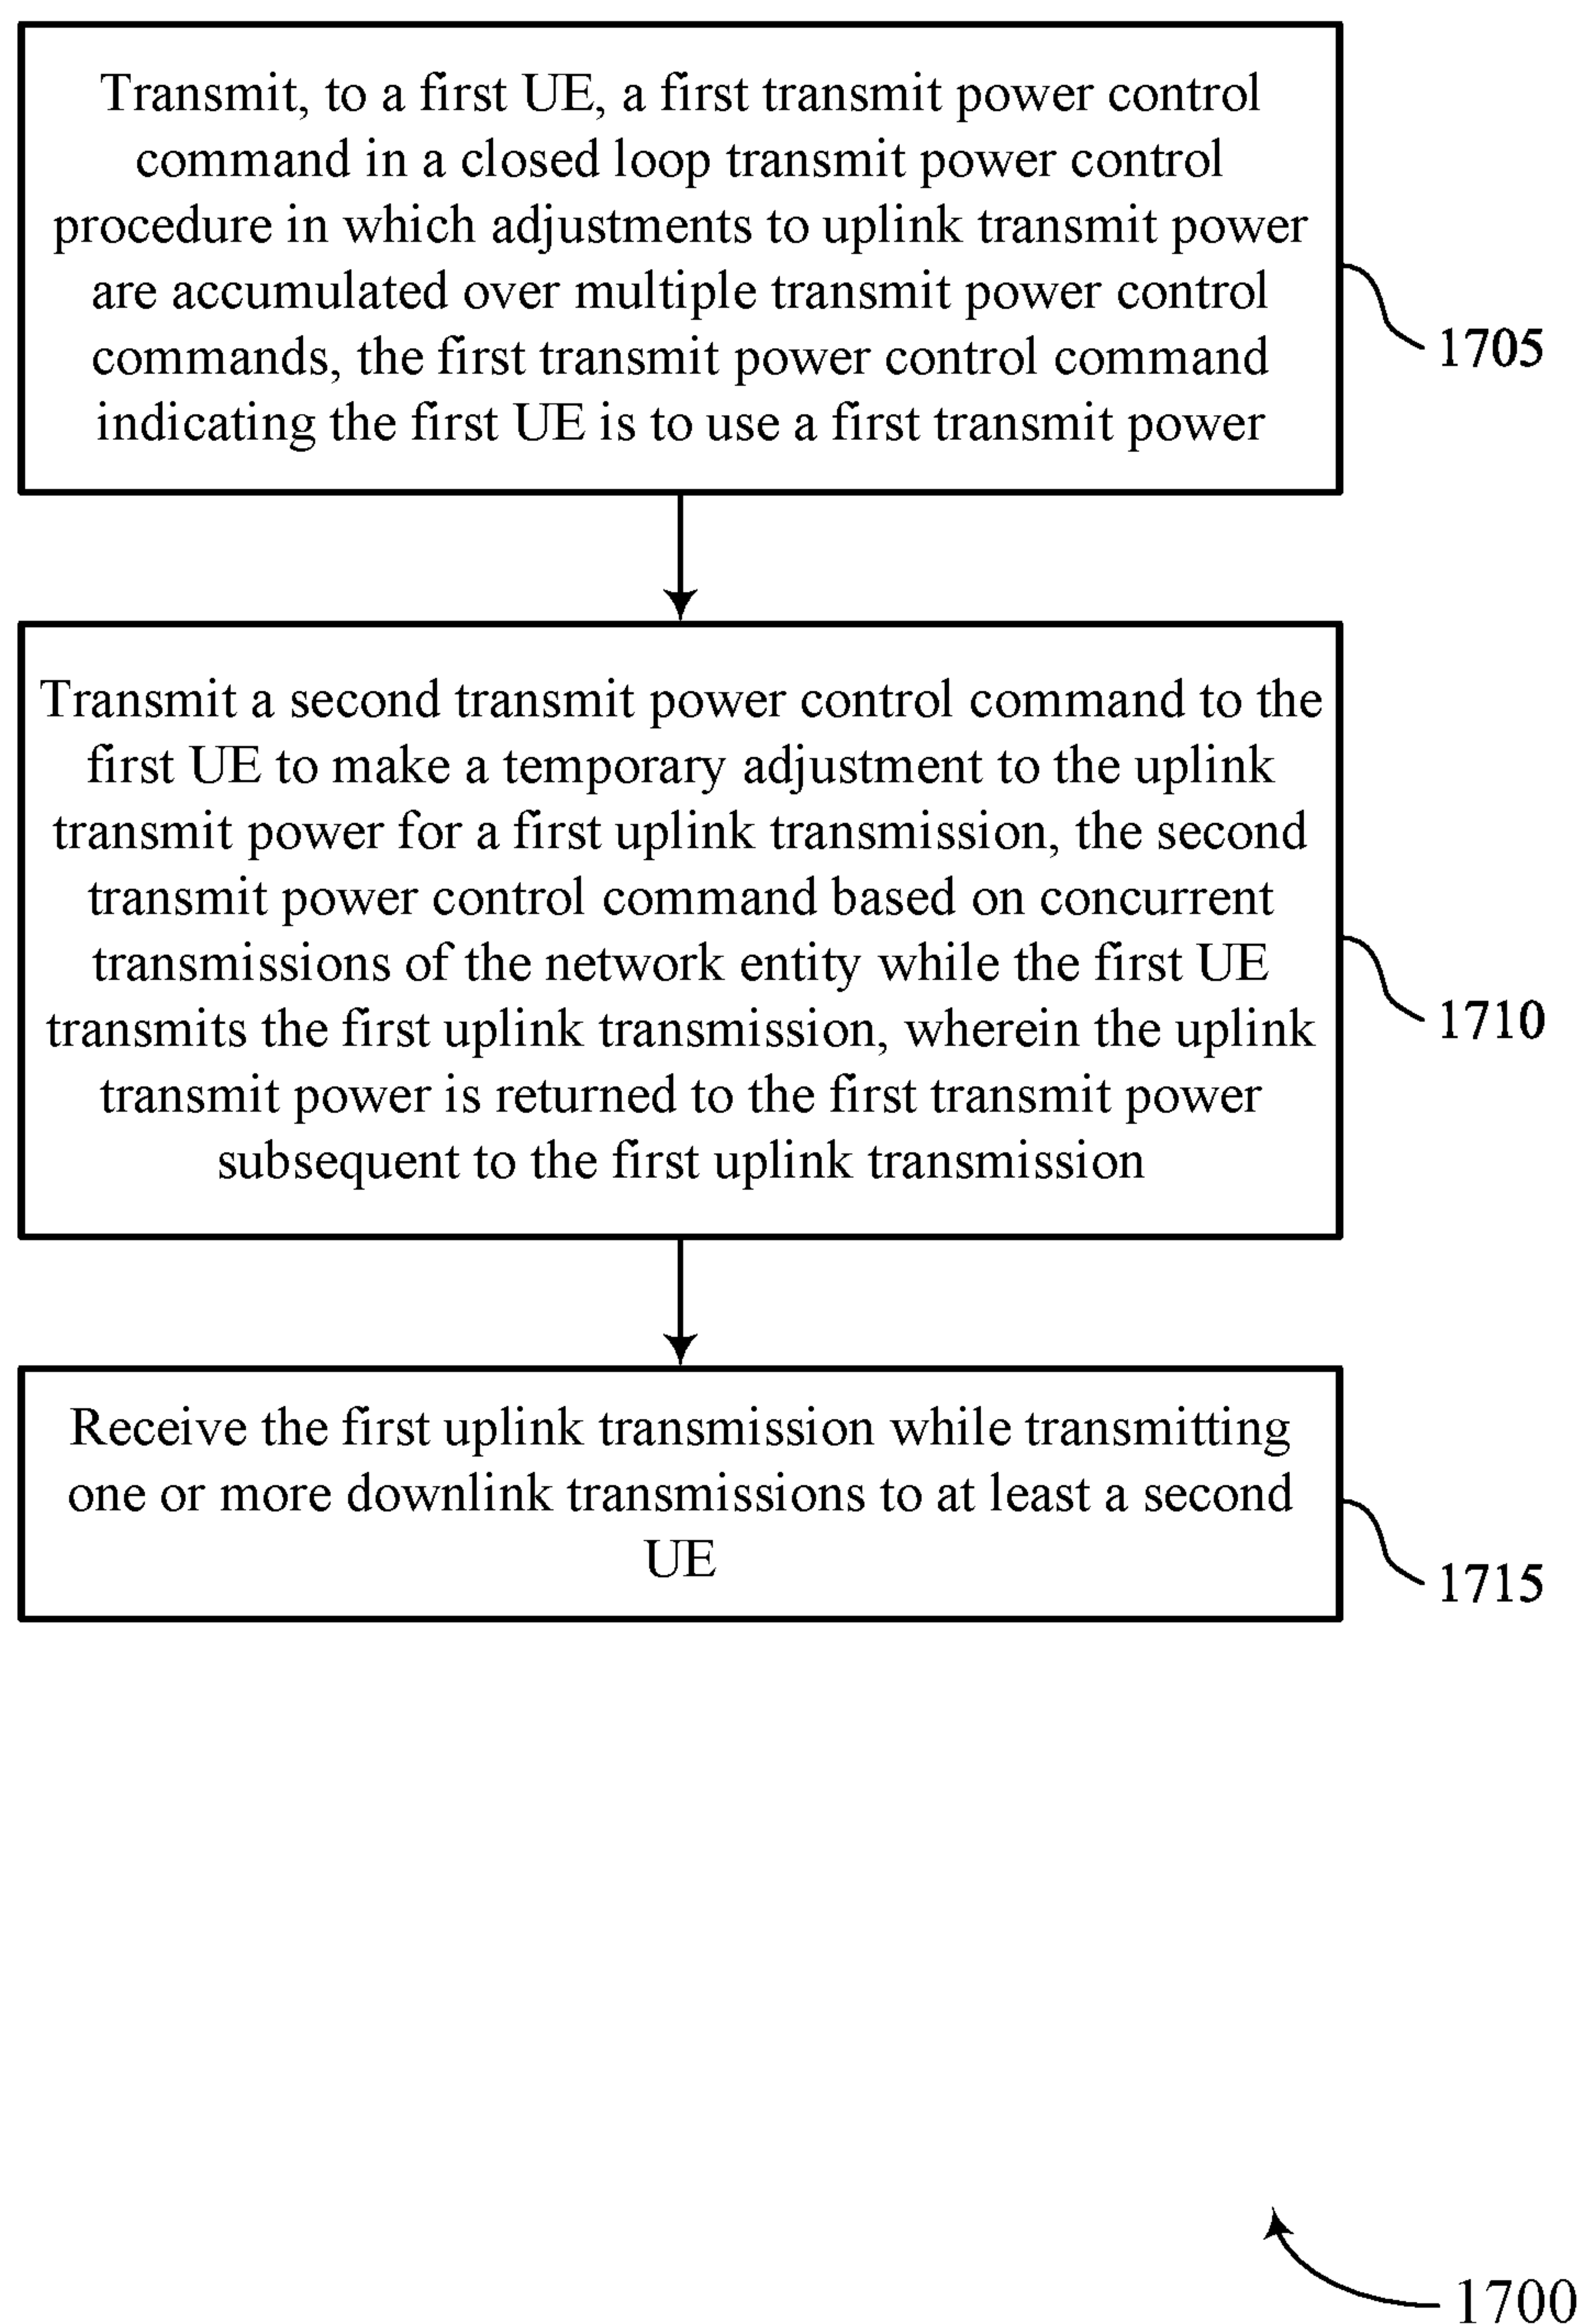 Transmit, to a first UE, a first transmit power control
command in a closed loop transmit power control
procedure in which adjustments to uplink transmit power
are accumulated over multiple transmit power control
commands, the first transmit power control command
indicating the first UE is to use a first transmit power
1705
Transmit a second transmit power control command to the
first UE to make a temporary adjustment to the uplink
transmit power for a first uplink transmission, the second
transmit power control command based on concurrent
transmissions of the network entity while the first UE
transmits the first uplink transmission, wherein the uplink
transmit power is returned to the first transmit power
subsequent to the first uplink transmission
1710
Receive the first uplink transmission while transmitting
one or more downlink transmissions to at least a second
UE
1715
1700